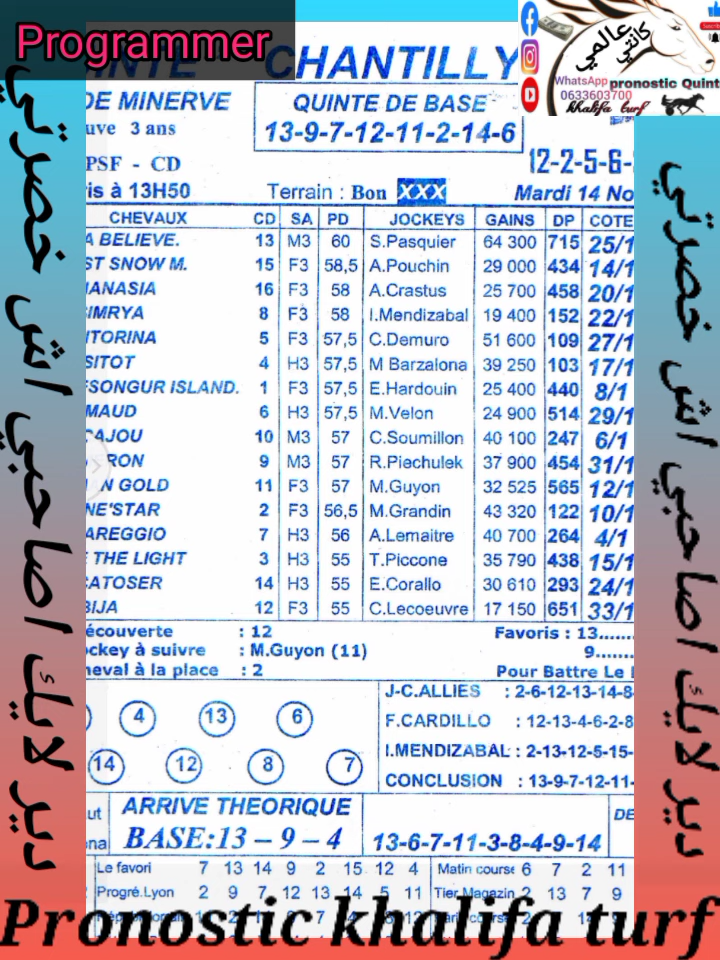 Programmer
CHANTILLY
DE MINERVE
QUINTE DE BASE
13-9-7-12-11-2-14-6
uve 3 ans
PSF - CD
12-2-5-6-
is à 13H50
Terrain : Bon XXX
Mardi 14 No
CHEVAUX CD SA PD JOCKEYS GAINS DP COTE
A BELIEVE. 13 M3 60 S.Pasquier 64 300 715 25/1
ST SNOW M. 15 F3 58,5 A.Pouchin 29 000 434 14/1
ANASIA 16 F3 58 A.Crastus 25 700 458 20/1
IMRYA 8 F3 58 I.Mendizabal 19 400 152 22/1
TORINA 5 F3 57,5 C.Demuro 51 600 109 27/1
SITOT 4 H3 57,5 M Barzalona 39 250 103 17/1
SONGUR ISLAND. 1 F3 57,5 E.Hardouin 25 400 440 8/1
MAUD 6 H3 57,5 M.Velon 24 900 514 29/1
CAJOU 10 M3 57 C.Soumillon 40 100 247 6/1
RON 9 M3 57 R.Piechulek 37 900 454 31/1
N GOLD 11 F3 57 M.Guyon 32 525 565 12/1
NE'STAR 2 F3 56,5 M.Grandin 43 320 122 10/1
AREGGIO 7 H3 56 A.Lemaitre 40 700 264 4/1
THE LIGHT 3 H3 55 T.Piccone 35 790 438 15/1
CATOSER 14 H3 55 E.Corallo 30 610 293 24/1
BIJA 12 F3 55 C.Lecoeuvre 17 150 651 33/1
écouverte : 12
Favoris : 13.......
ockey à suivre : M.Guyon (11)
9.......
heval à la place : 2
Pour Battre Le
J-C.ALLIES : 2-6-12-13-14-8
4 13 6
F.CARDILLO : 12-13-4-6-2-8
I.MENDIZABAL : 2-13-12-5-15-
14 12 8 7
CONCLUSION : 13-9-7-12-11-
ut
ARRIVE THEORIQUE
DE
na
BASE:13 – 9 – 4
13-6-7-11-3-8-4-9-14
Le favori 7 13 14 9 2 15 12 4
Matin course 6 7 2 11
Progré.Lyon 2 9 7 12 13 14 5 11
Tier Magazin 2 13 7 9
Pronostic khalifa turf
كانتي عالمي
WhatsApp
0633603700
pronostic Quint
khalifa turf
دير لايك اصاحبي اش خصرتي
دير لايك اصاحبي اش خصرتي